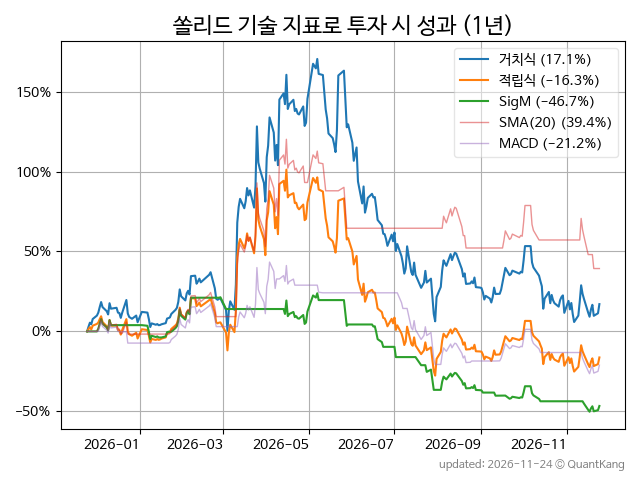 쏠리드 기술 지표로 투자 시 성과 (1년)
거치식 (17.1%)
적립식 (−16.3%)
SigM (−46.7%)
SMA(20) (39.4%)
MACD (−21.2%)
150%
100%
50%
0%
−50%
2026-01 2026-03 2026-05 2026-07 2026-09 2026-11
updated: 2026-11-24 © QuantKang